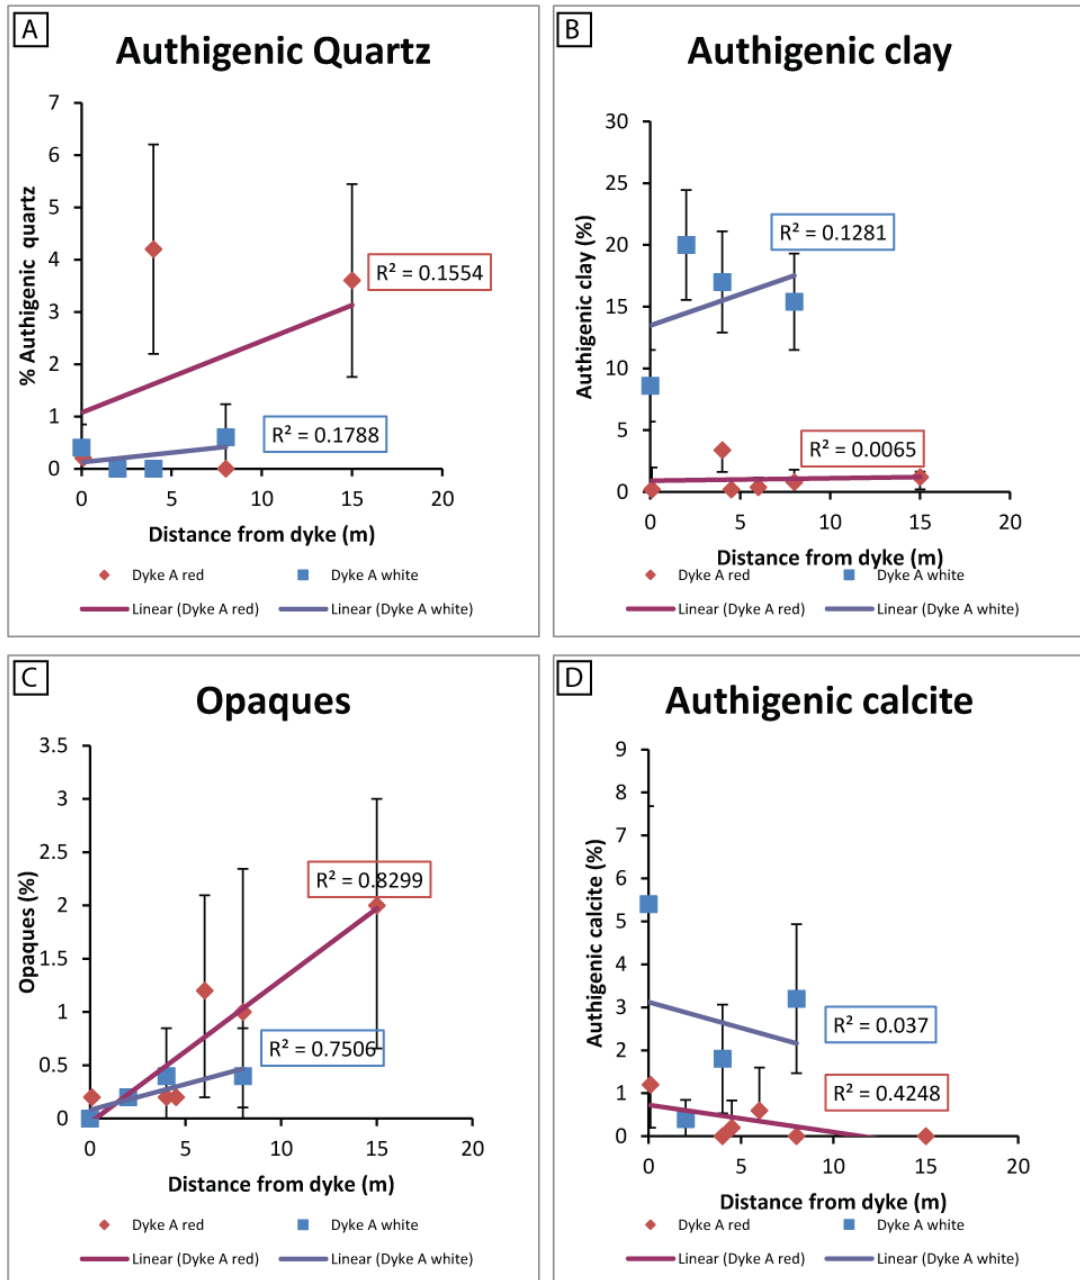 A
Authigenic Quartz
7
6
5
4
3
2
1
0
% Authigenic quartz
R² = 0.1554
R² = 0.1788
0 5 10 15 20
Distance from dyke (m)
Dyke A red Dyke A white
Linear (Dyke A red) Linear (Dyke A white)
B
Authigenic clay
30
25
20
15
10
5
0
Authigenic clay (%)
R² = 0.1281
R² = 0.0065
0 5 10 15 20
Distance from dyke (m)
Dyke A red Dyke A white
Linear (Dyke A red) Linear (Dyke A white)
C
Opaques
3.5
3
2.5
2
1.5
1
0.5
0
Opaques (%)
R² = 0.8299
R² = 0.7506
0 5 10 15 20
Distance from dyke (m)
Dyke A red Dyke A white
Linear (Dyke A red) Linear (Dyke A white)
D
Authigenic calcite
9
8
7
6
5
4
3
2
1
0
Authigenic calcite (%)
R² = 0.037
R² = 0.4248
0 5 10 15 20
Distance from dyke (m)
Dyke A red Dyke A white
Linear (Dyke A red) Linear (Dyke A white)